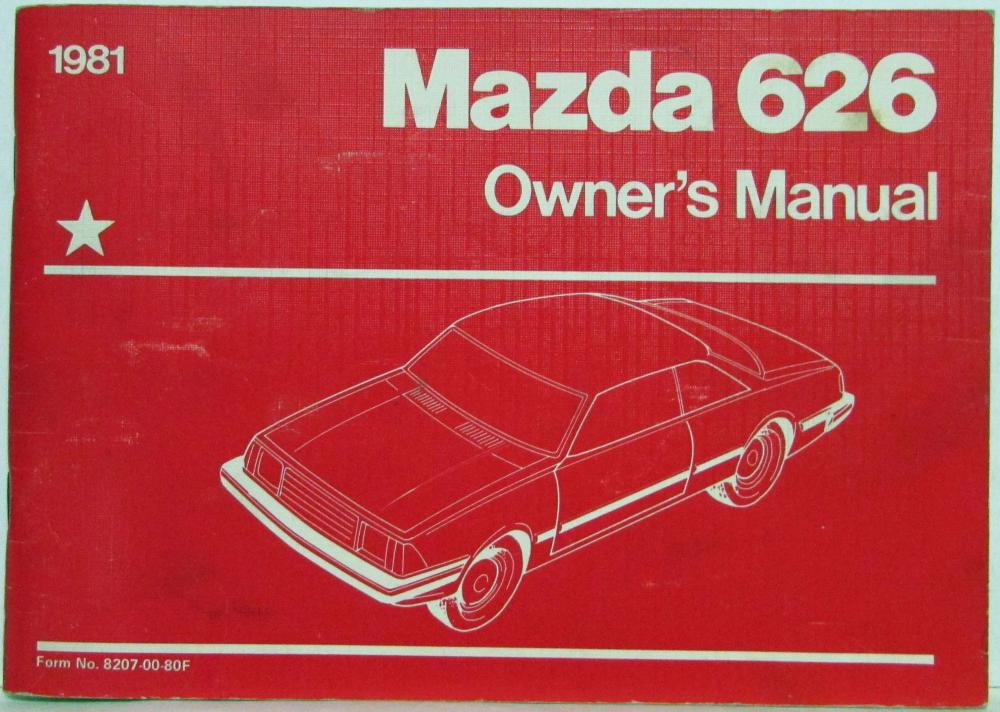 1981
Mazda 626
Owner's Manual
Form No. 8207-00-80F